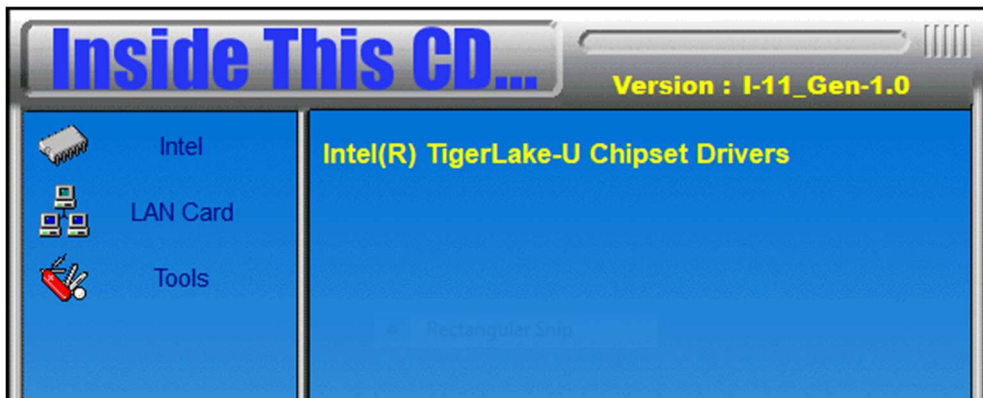 Inside This CD...
Version : I-11_Gen-1.0
Intel
Intel(R) TigerLake-U Chipset Drivers
LAN Card
Tools
Rectangular Snip